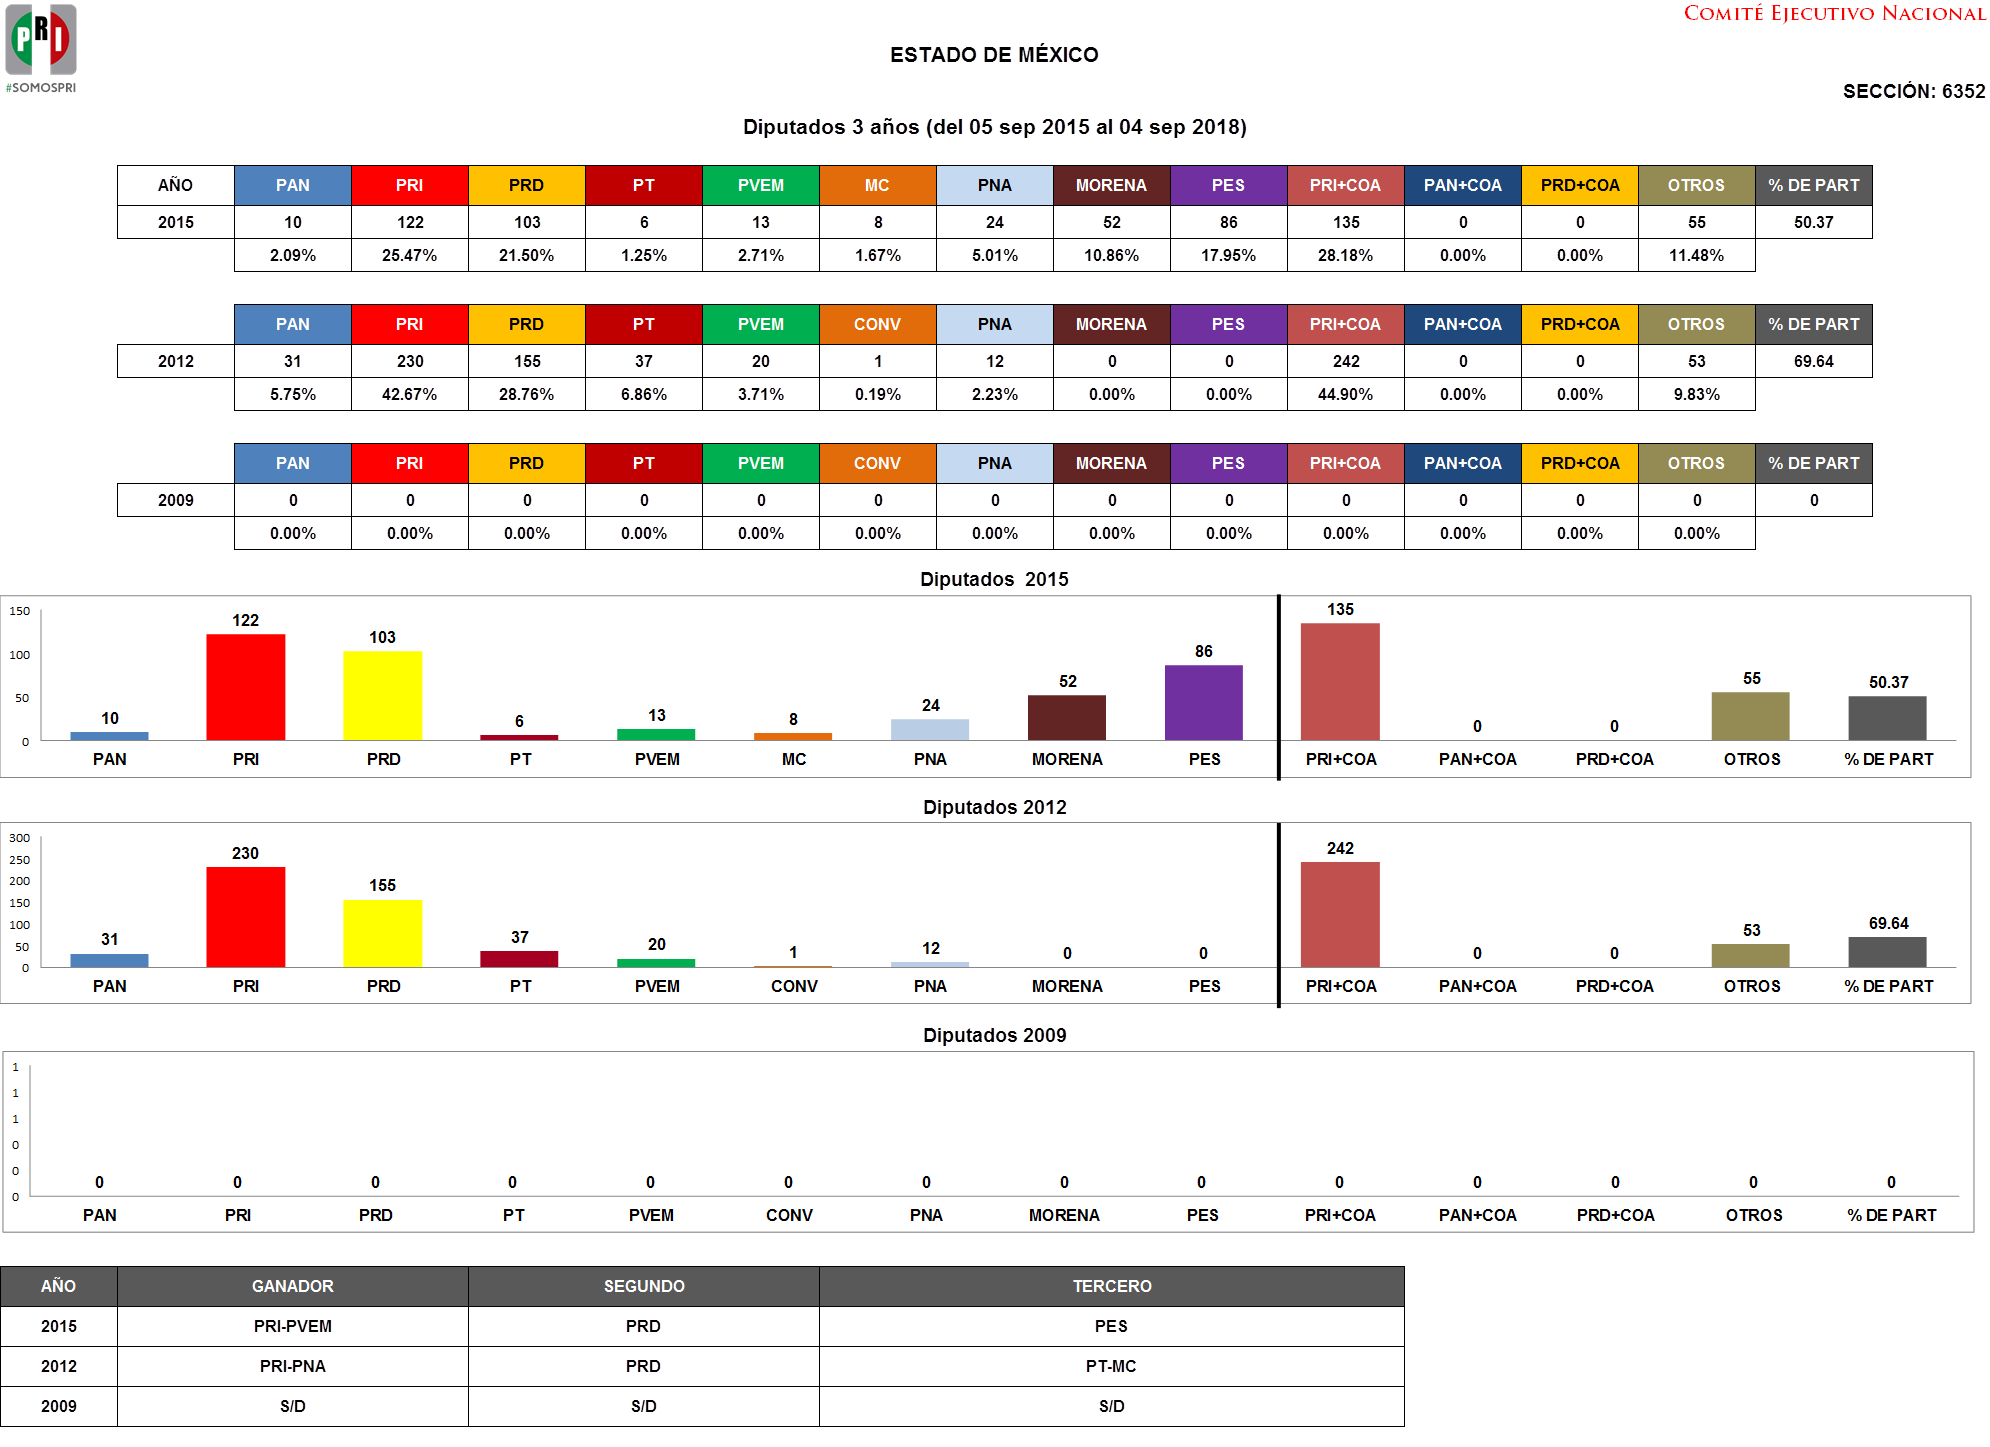 PRI
#SOMOSPRI
COMITÉ EJECUTIVO NACIONAL
ESTADO DE MÉXICO
SECCIÓN: 6352
Diputados 3 años (del 05 sep 2015 al 04 sep 2018)
AÑO PAN PRI PRD PT PVEM MC PNA MORENA PES PRI+COA PAN+COA PRD+COA OTROS % DE PART
2015 10 122 103 6 13 8 24 52 86 135 0 0 55 50.37
2.09% 25.47% 21.50% 1.25% 2.71% 1.67% 5.01% 10.86% 17.95% 28.18% 0.00% 0.00% 11.48%
PAN PRI PRD PT PVEM CONV PNA MORENA PES PRI+COA PAN+COA PRD+COA OTROS % DE PART
2012 31 230 155 37 20 1 12 0 0 242 0 0 53 69.64
5.75% 42.67% 28.76% 6.86% 3.71% 0.19% 2.23% 0.00% 0.00% 44.90% 0.00% 0.00% 9.83%
PAN PRI PRD PT PVEM CONV PNA MORENA PES PRI+COA PAN+COA PRD+COA OTROS % DE PART
2009 0 0 0 0 0 0 0 0 0 0 0 0 0 0
0.00% 0.00% 0.00% 0.00% 0.00% 0.00% 0.00% 0.00% 0.00% 0.00% 0.00% 0.00% 0.00%
Diputados 2015
150
100
50
0
10 122 103 6 13 8 24 52 86 135 0 0 55 50.37
PAN PRI PRD PT PVEM MC PNA MORENA PES PRI+COA PAN+COA PRD+COA OTROS % DE PART
Diputados 2012
300
250
200
150
100
50
0
31 230 155 37 20 1 12 0 0 242 0 0 53 69.64
PAN PRI PRD PT PVEM CONV PNA MORENA PES PRI+COA PAN+COA PRD+COA OTROS % DE PART
Diputados 2009
1
1
1
0
0
0
0 0 0 0 0 0 0 0 0 0 0 0 0 0
PAN PRI PRD PT PVEM CONV PNA MORENA PES PRI+COA PAN+COA PRD+COA OTROS % DE PART
AÑO GANADOR SEGUNDO TERCERO
2015 PRI-PVEM PRD PES
2012 PRI-PNA PRD PT-MC
2009 S/D S/D S/D